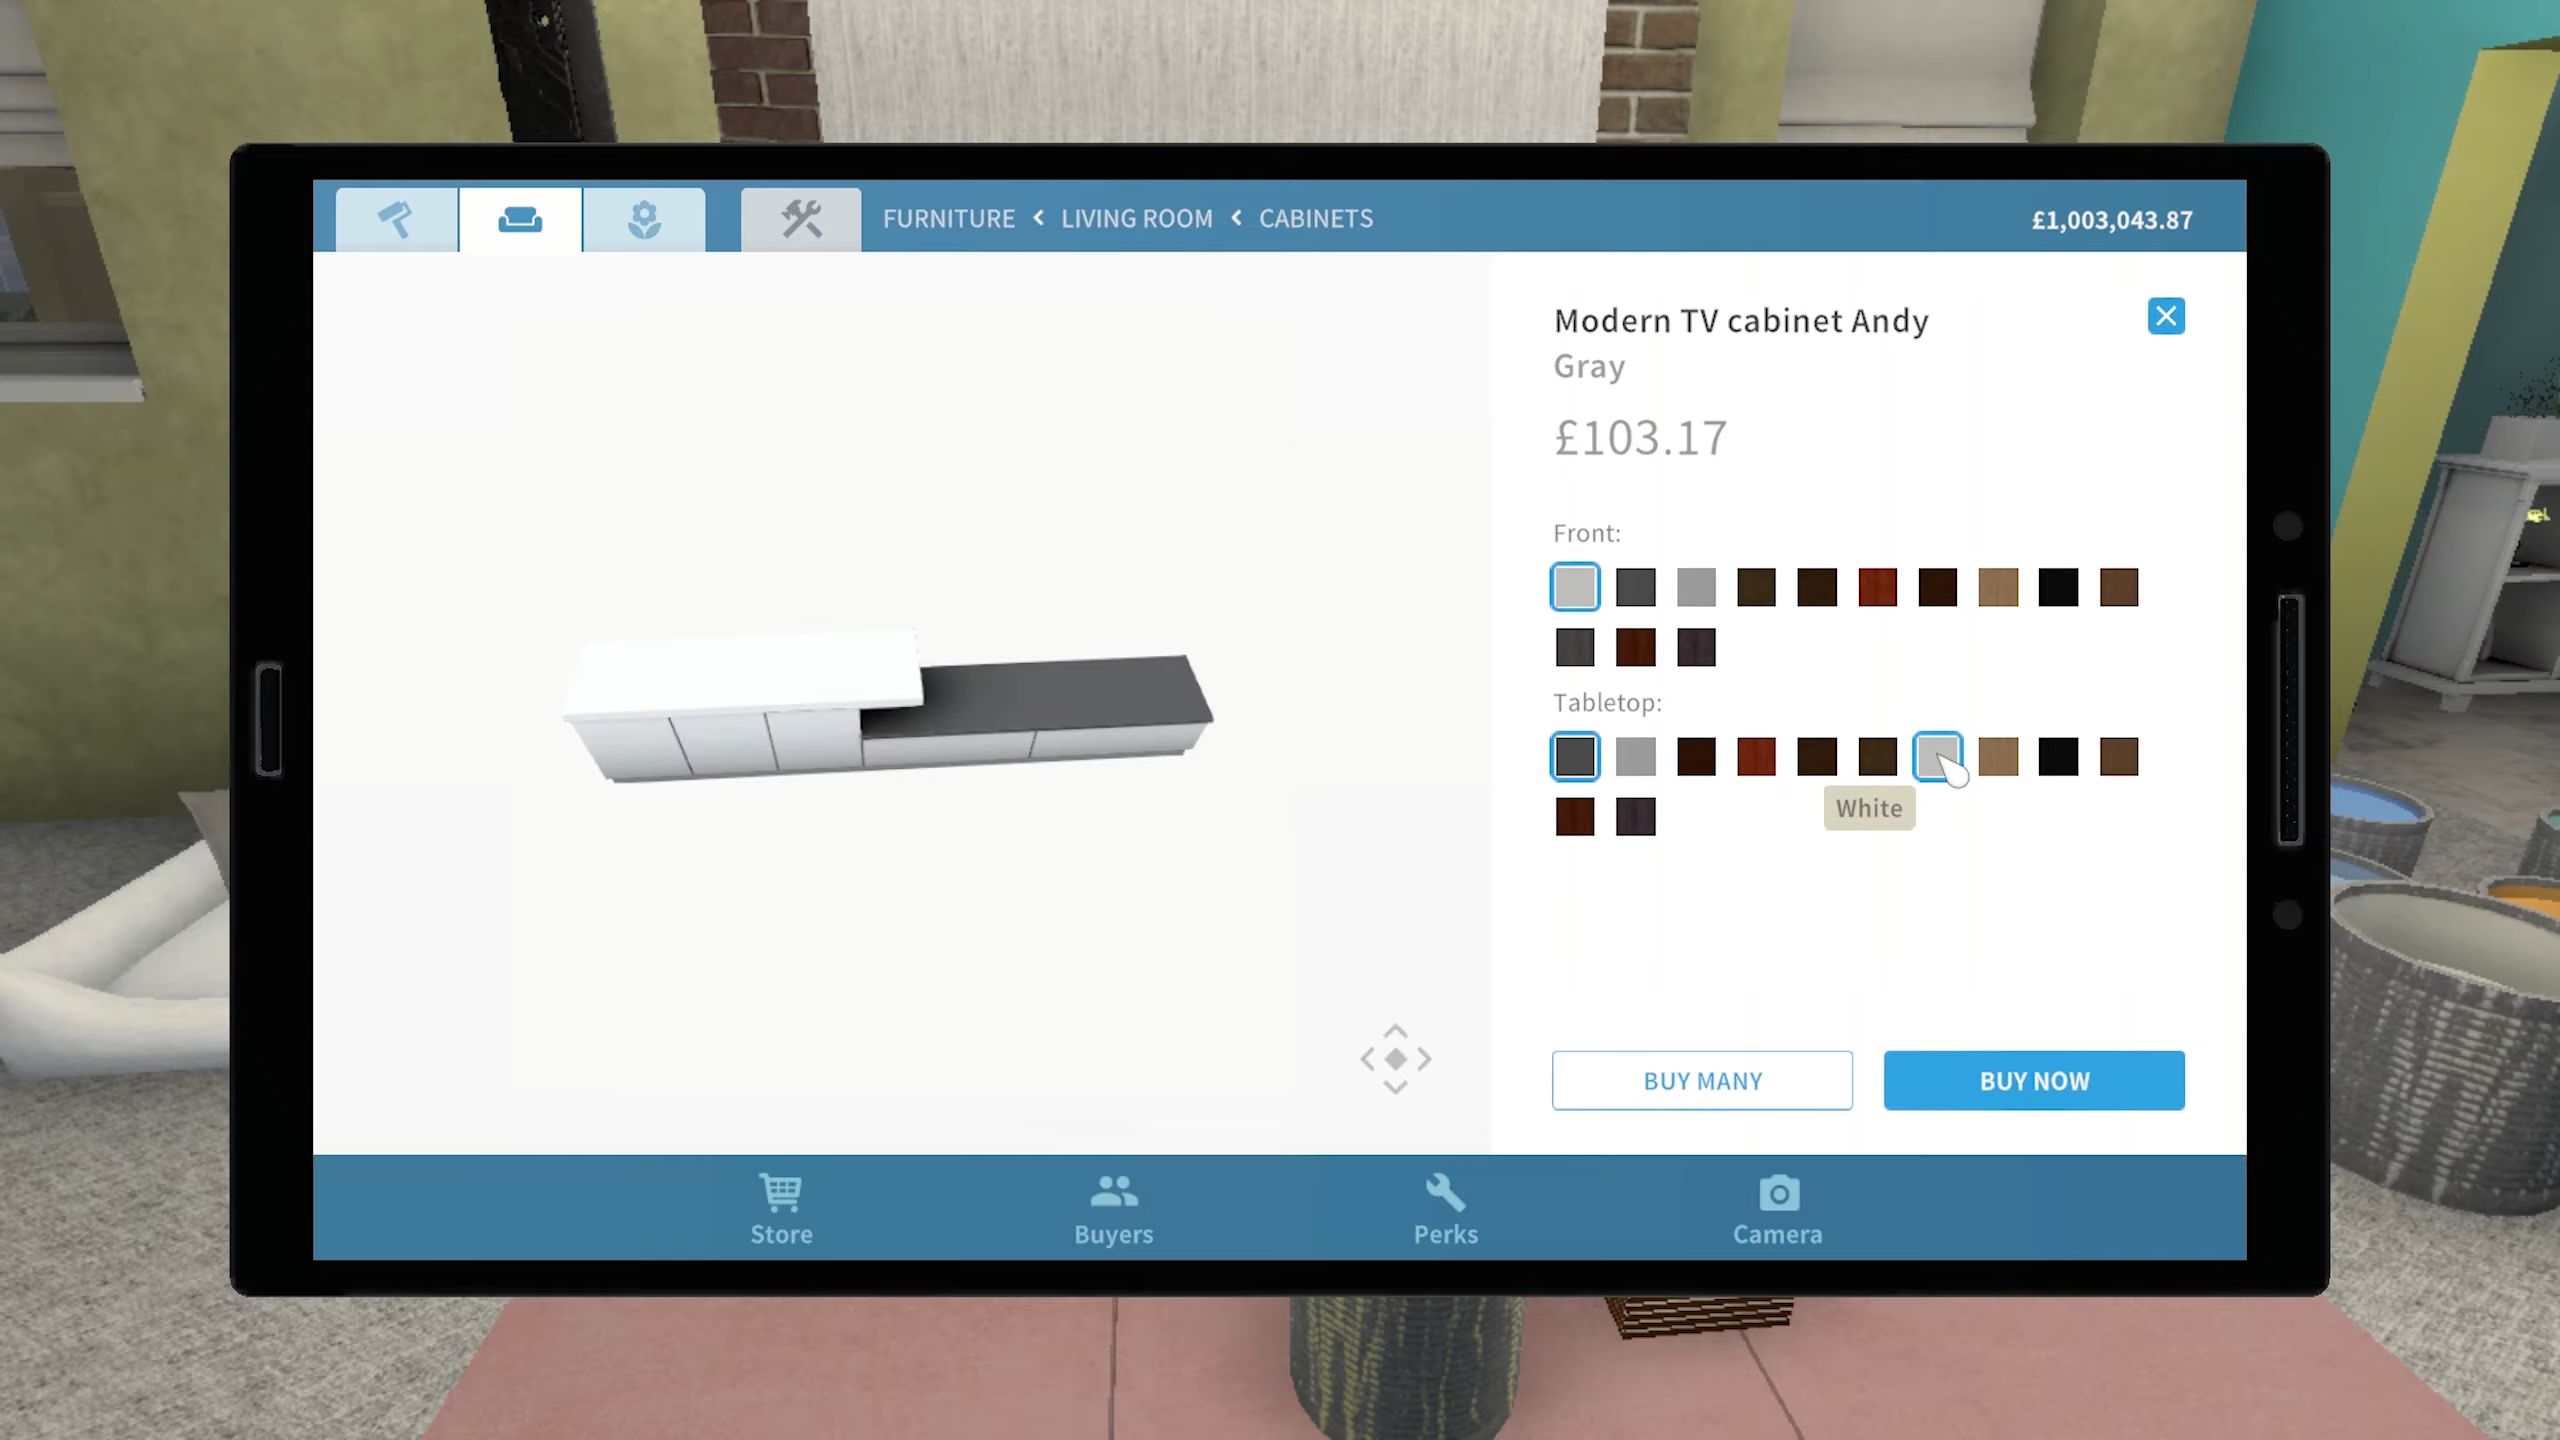 FURNITURE < LIVING ROOM < CABINETS
£1,003,043.87
Modern TV cabinet Andy
Gray
£103.17
Front:
Tabletop:
White
BUY MANY
BUY NOW
Store
Buyers
Perks
Camera